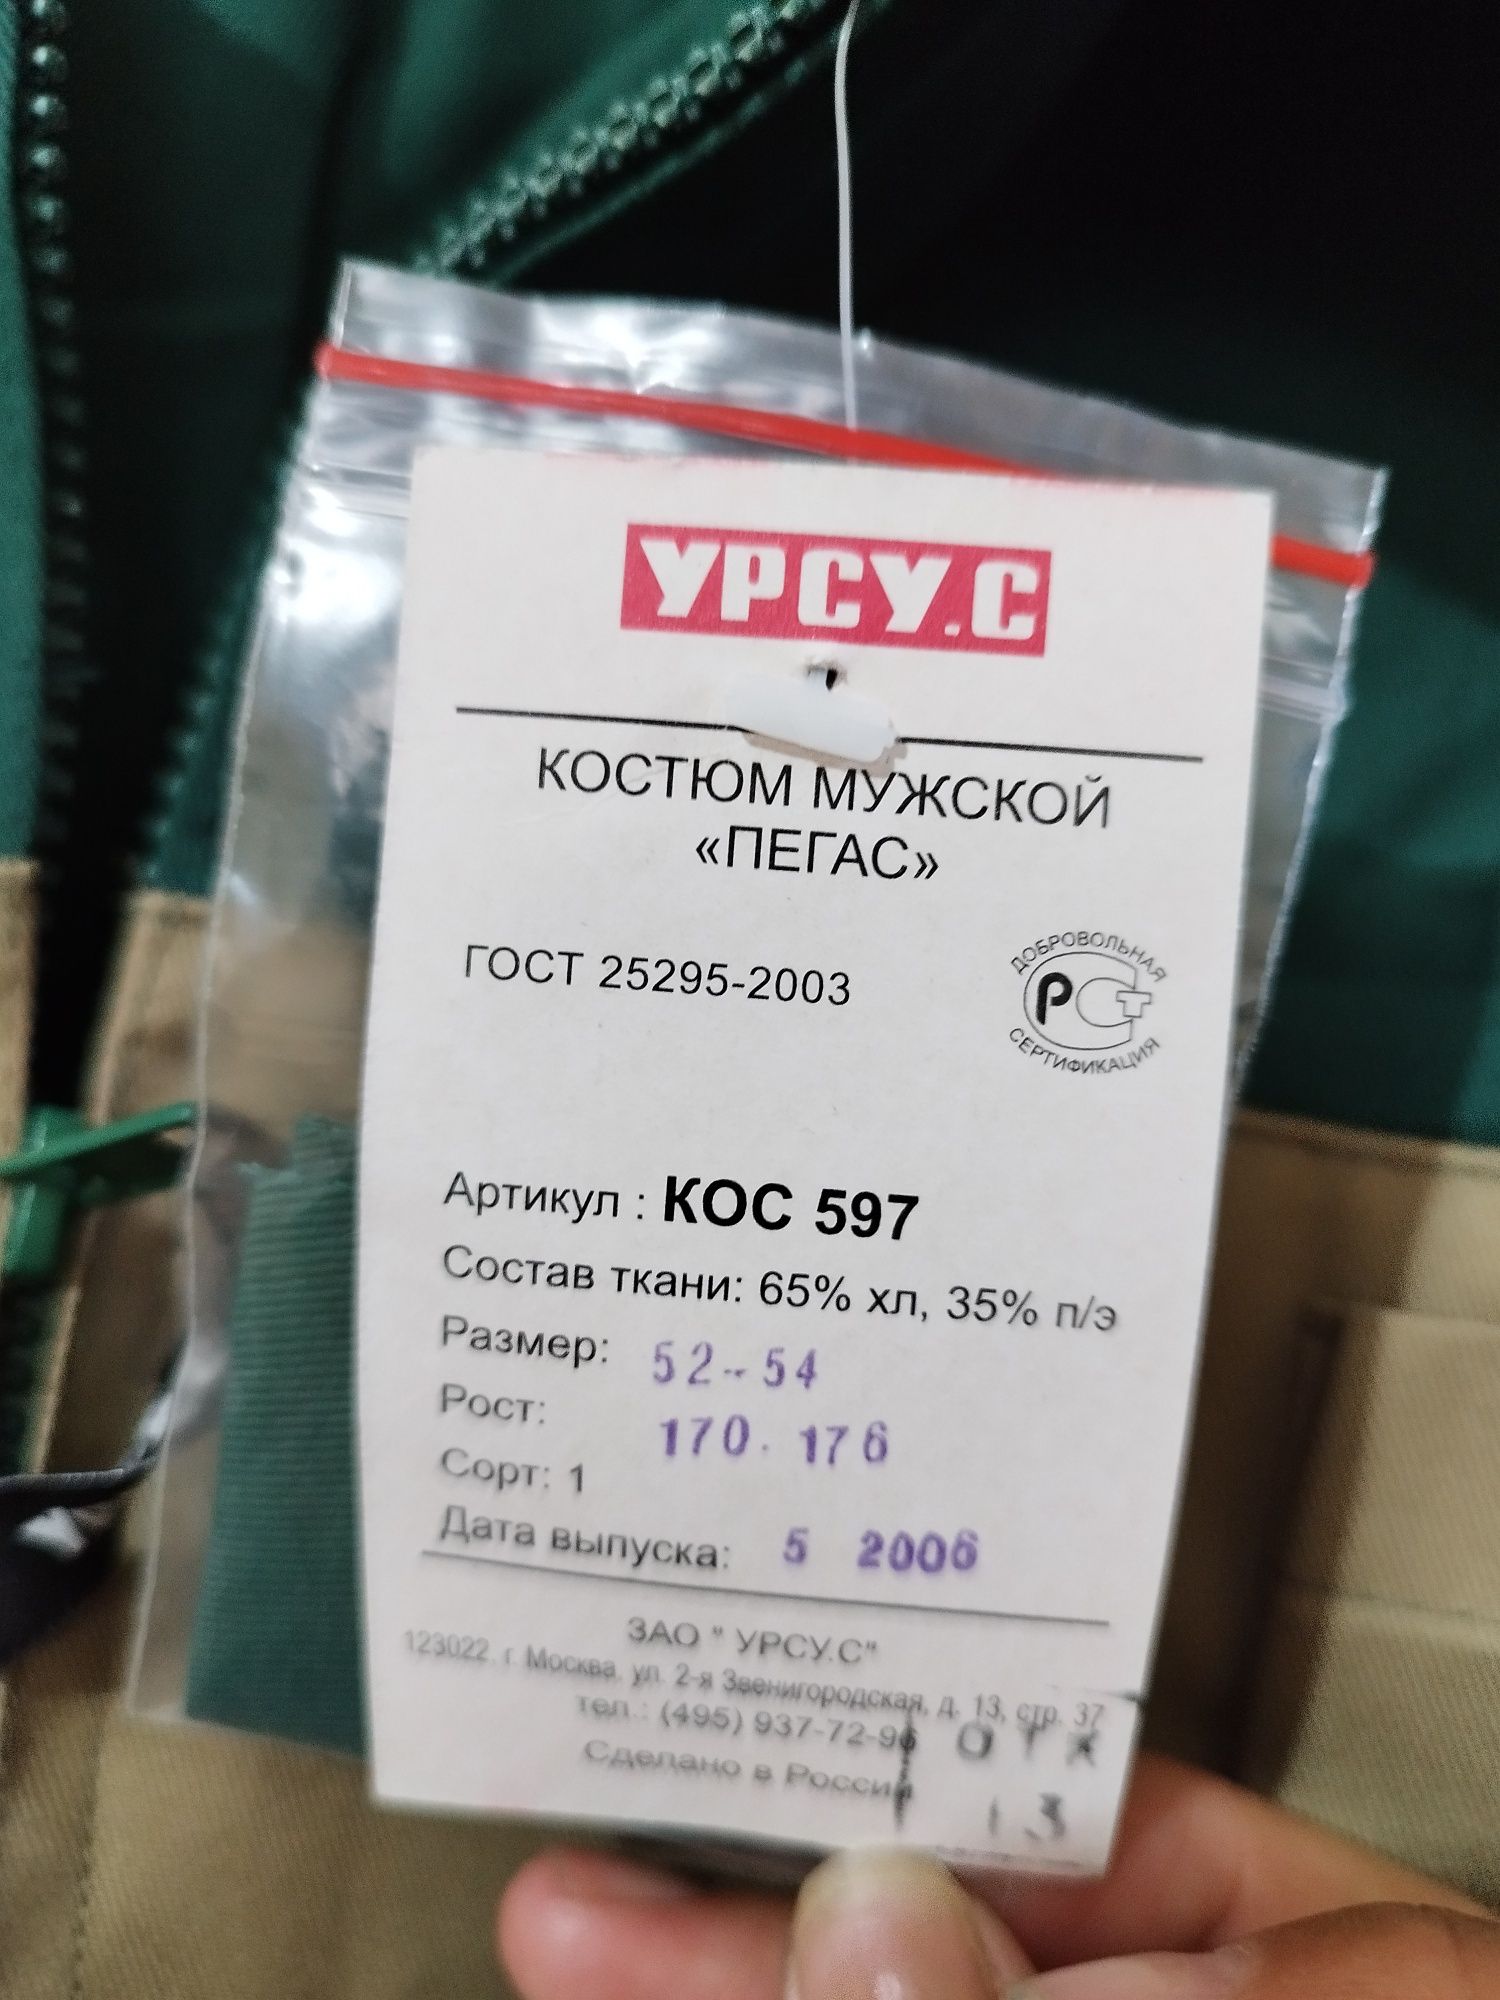 УРСУ.С
КОСТЮМ МУЖСКОЙ
«ПЕГАС»
ГОСТ 25295-2003
ДОБРОВОЛЬНАЯ
РСТ
СЕРТИФИКАЦИЯ
Артикул : КОС 597
Состав ткани: 65% хл, 35% п/э
Размер: 52-54
Рост: 170. 176
Сорт: 1
Дата выпуска: 5 2006
ЗАО " УРСУ.С"
123022, г. Москва, ул. 2-я Звенигородская, д. 13, стр. 37
тел.: (495) 937-72-96
Сделано в России
ОТК
13